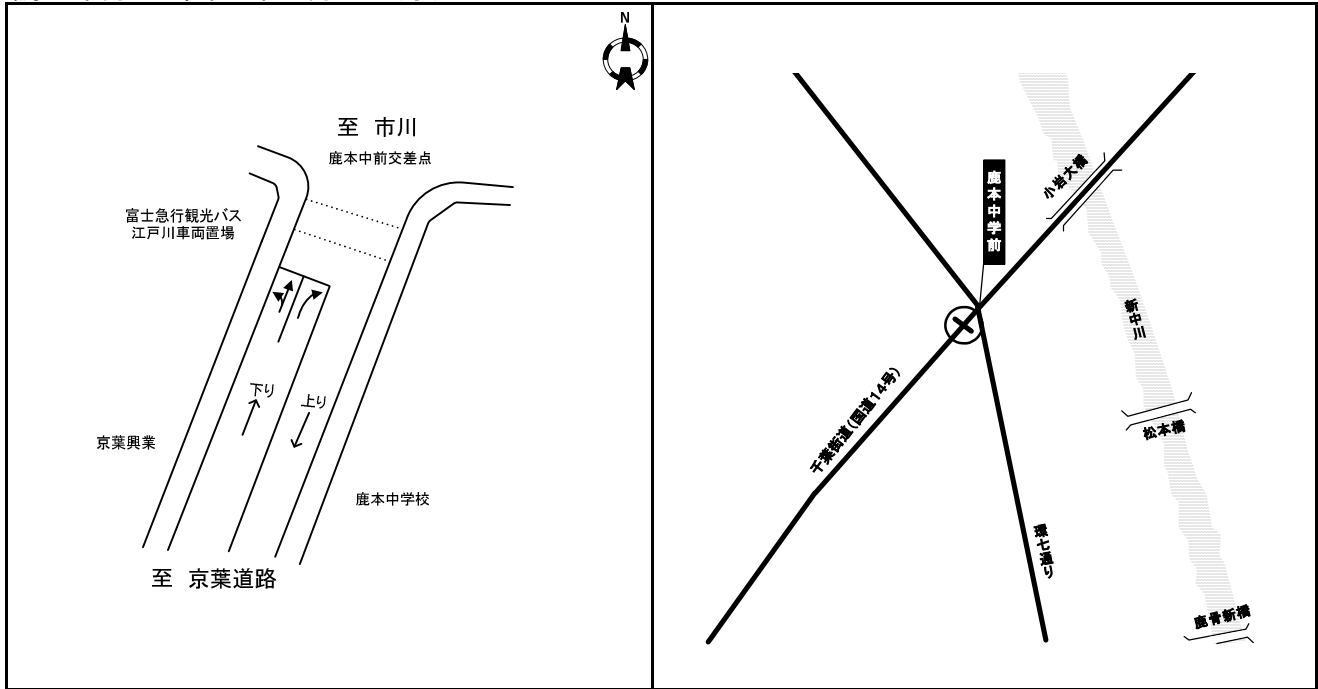 N
至 市川
鹿本中前交差点
富士急行観光バス
江戸川車両置場
下り
上り
京葉興業
鹿本中学校
至 京葉道路
小岩大橋
鹿本中学前
新中川
千葉街道(国道14号)
松本橋
環七通り
鹿骨新橋